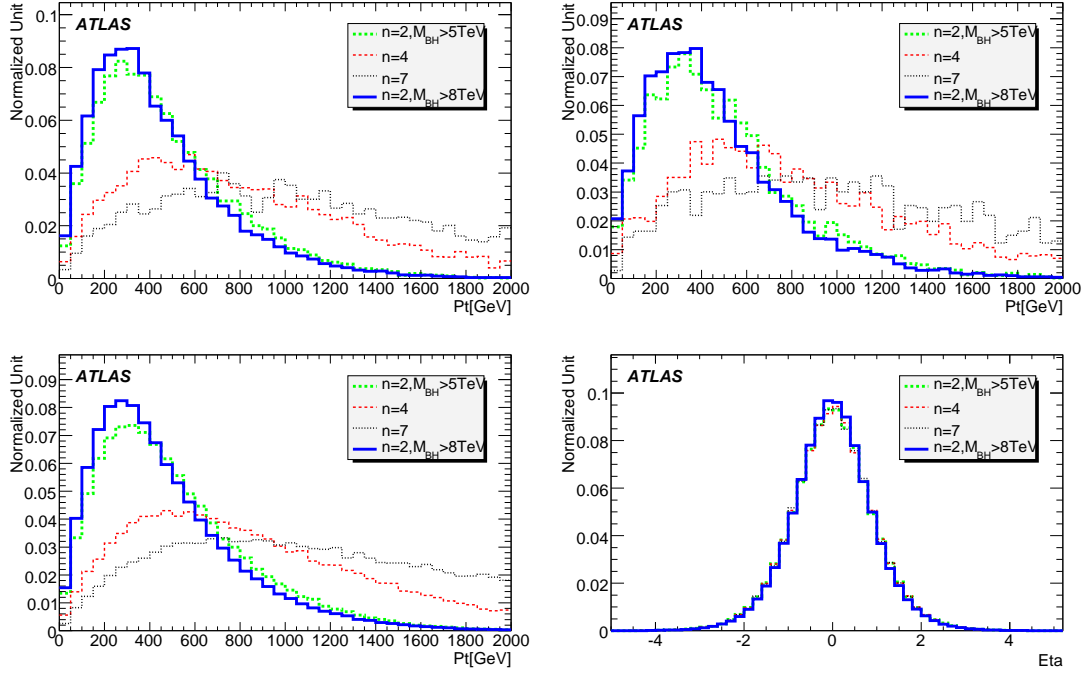 Normalized Unit
ATLAS
n=2,M_BH>5TeV
n=4
n=7
n=2,M_BH>8TeV
0.1
0.08
0.06
0.04
0.02
0
0 200 400 600 800 1000 1200 1400 1600 1800 2000
Pt[GeV]
Normalized Unit
ATLAS
n=2,M_BH>5TeV
n=4
n=7
n=2,M_BH>8TeV
0.09
0.08
0.07
0.06
0.05
0.04
0.03
0.02
0.01
0
0 200 400 600 800 1000 1200 1400 1600 1800 2000
Pt[GeV]
Normalized Unit
ATLAS
n=2,M_BH>5TeV
n=4
n=7
n=2,M_BH>8TeV
0.09
0.08
0.07
0.06
0.05
0.04
0.03
0.02
0.01
0
0 200 400 600 800 1000 1200 1400 1600 1800 2000
Pt[GeV]
Normalized Unit
ATLAS
n=2,M_BH>5TeV
n=4
n=7
n=2,M_BH>8TeV
0.1
0.08
0.06
0.04
0.02
0
-4 -2 0 2 4
Eta